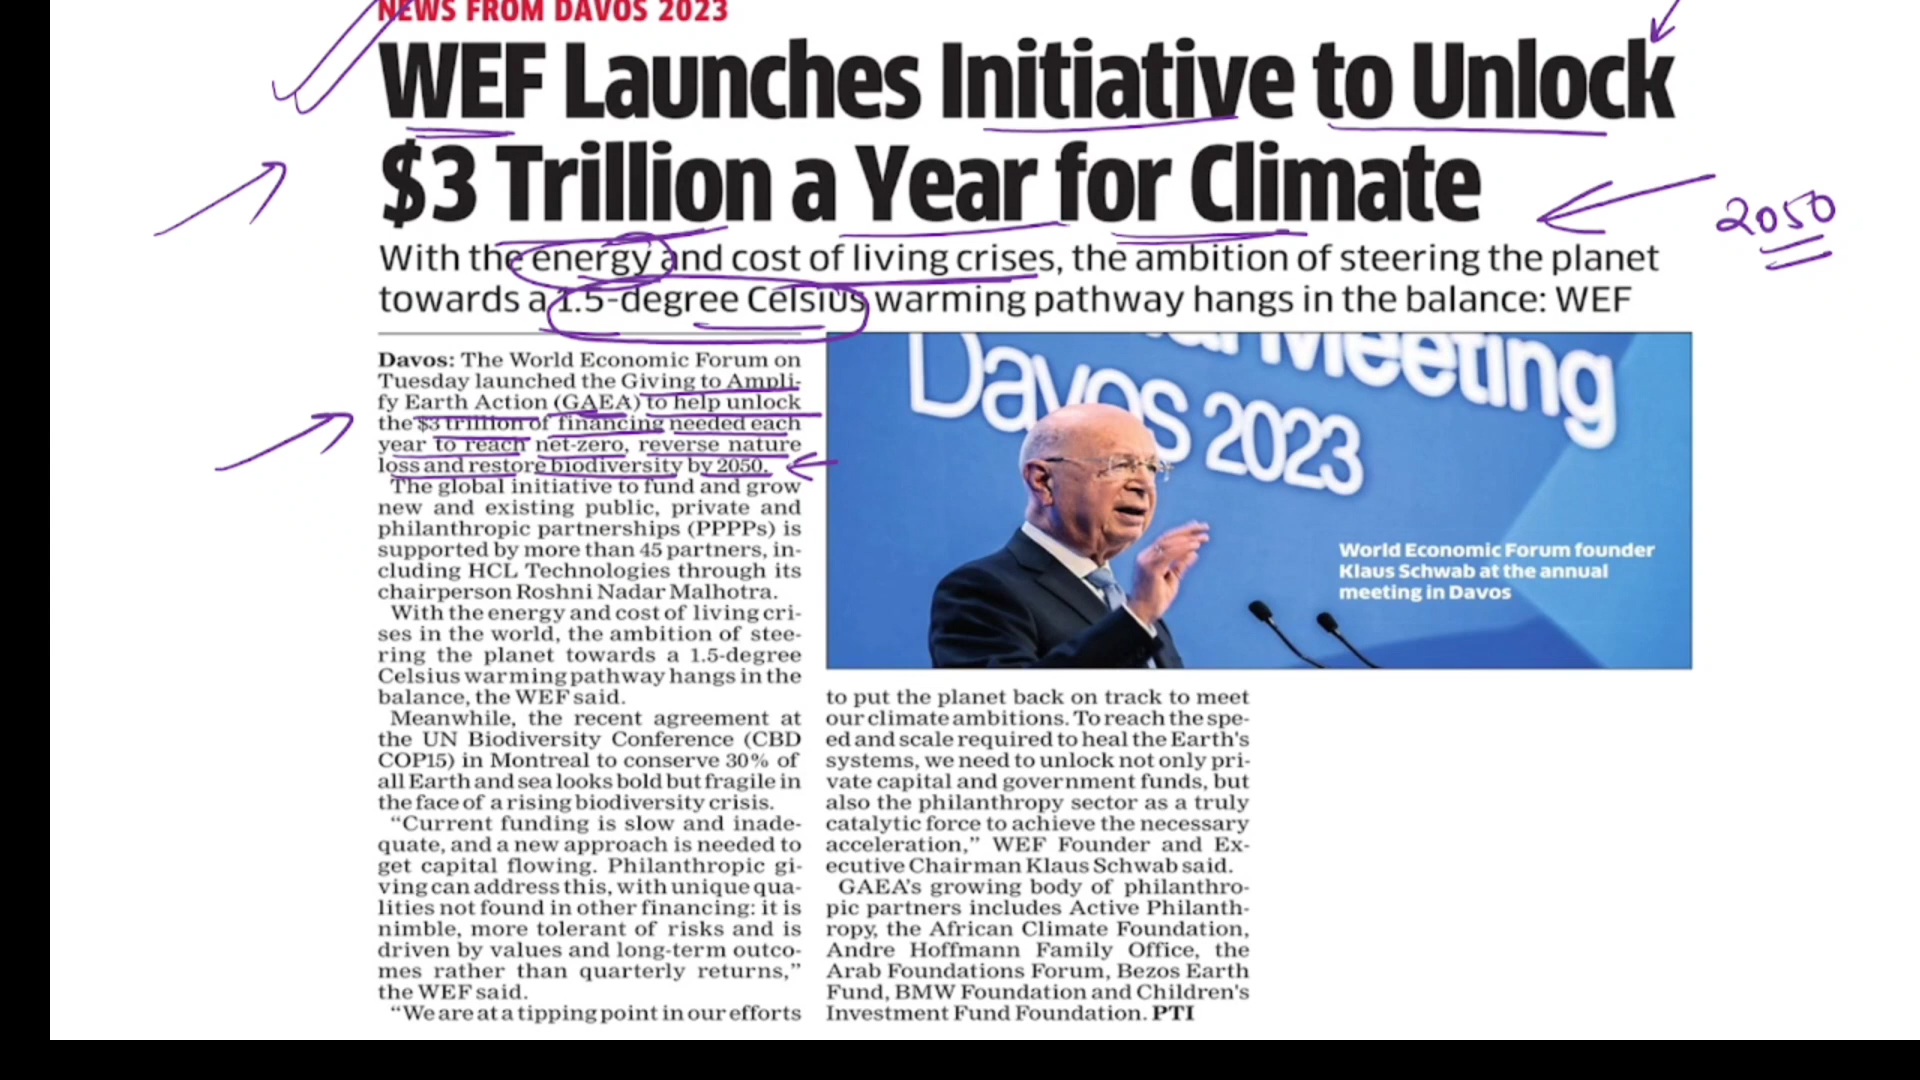 NEWS FROM DAVOS 2023
WEF Launches Initiative to Unlock
$3 Trillion a Year for Climate
2050
With the energy and cost of living crises, the ambition of steering the planet
towards a 1.5-degree Celsius warming pathway hangs in the balance: WEF
Davos: The World Economic Forum on
Tuesday launched the Giving to Ampli-
fy Earth Action (GAEA) to help unlock
the $3 trillion of financing needed each
year to reach net-zero, reverse nature
loss and restore biodiversity by 2050.
The global initiative to fund and grow
new and existing public, private and
philanthropic partnerships (PPPPs) is
supported by more than 45 partners, in-
cluding HCL Technologies through its
chairperson Roshni Nadar Malhotra.
With the energy and cost of living cri-
ses in the world, the ambition of stee-
ring the planet towards a 1.5-degree
Celsius warming pathway hangs in the
balance, the WEF said.
Meanwhile, the recent agreement at
the UN Biodiversity Conference (CBD
COP15) in Montreal to conserve 30% of
all Earth and sea looks bold but fragile in
the face of a rising biodiversity crisis.
“Current funding is slow and inade-
quate, and a new approach is needed to
get capital flowing. Philanthropic gi-
ving can address this, with unique qua-
lities not found in other financing: it is
nimble, more tolerant of risks and is
driven by values and long-term outco-
mes rather than quarterly returns,”
the WEF said.
“We are at a tipping point in our efforts
Meeting
Davos 2023
World Economic Forum founder
Klaus Schwab at the annual
meeting in Davos
to put the planet back on track to meet
our climate ambitions. To reach the spe-
ed and scale required to heal the Earth's
systems, we need to unlock not only pri-
vate capital and government funds, but
also the philanthropy sector as a truly
catalytic force to achieve the necessary
acceleration,” WEF Founder and Ex-
ecutive Chairman Klaus Schwab said.
GAEA’s growing body of philanthro-
pic partners includes Active Philanth-
ropy, the African Climate Foundation,
Andre Hoffmann Family Office, the
Arab Foundations Forum, Bezos Earth
Fund, BMW Foundation and Children's
Investment Fund Foundation. PTI